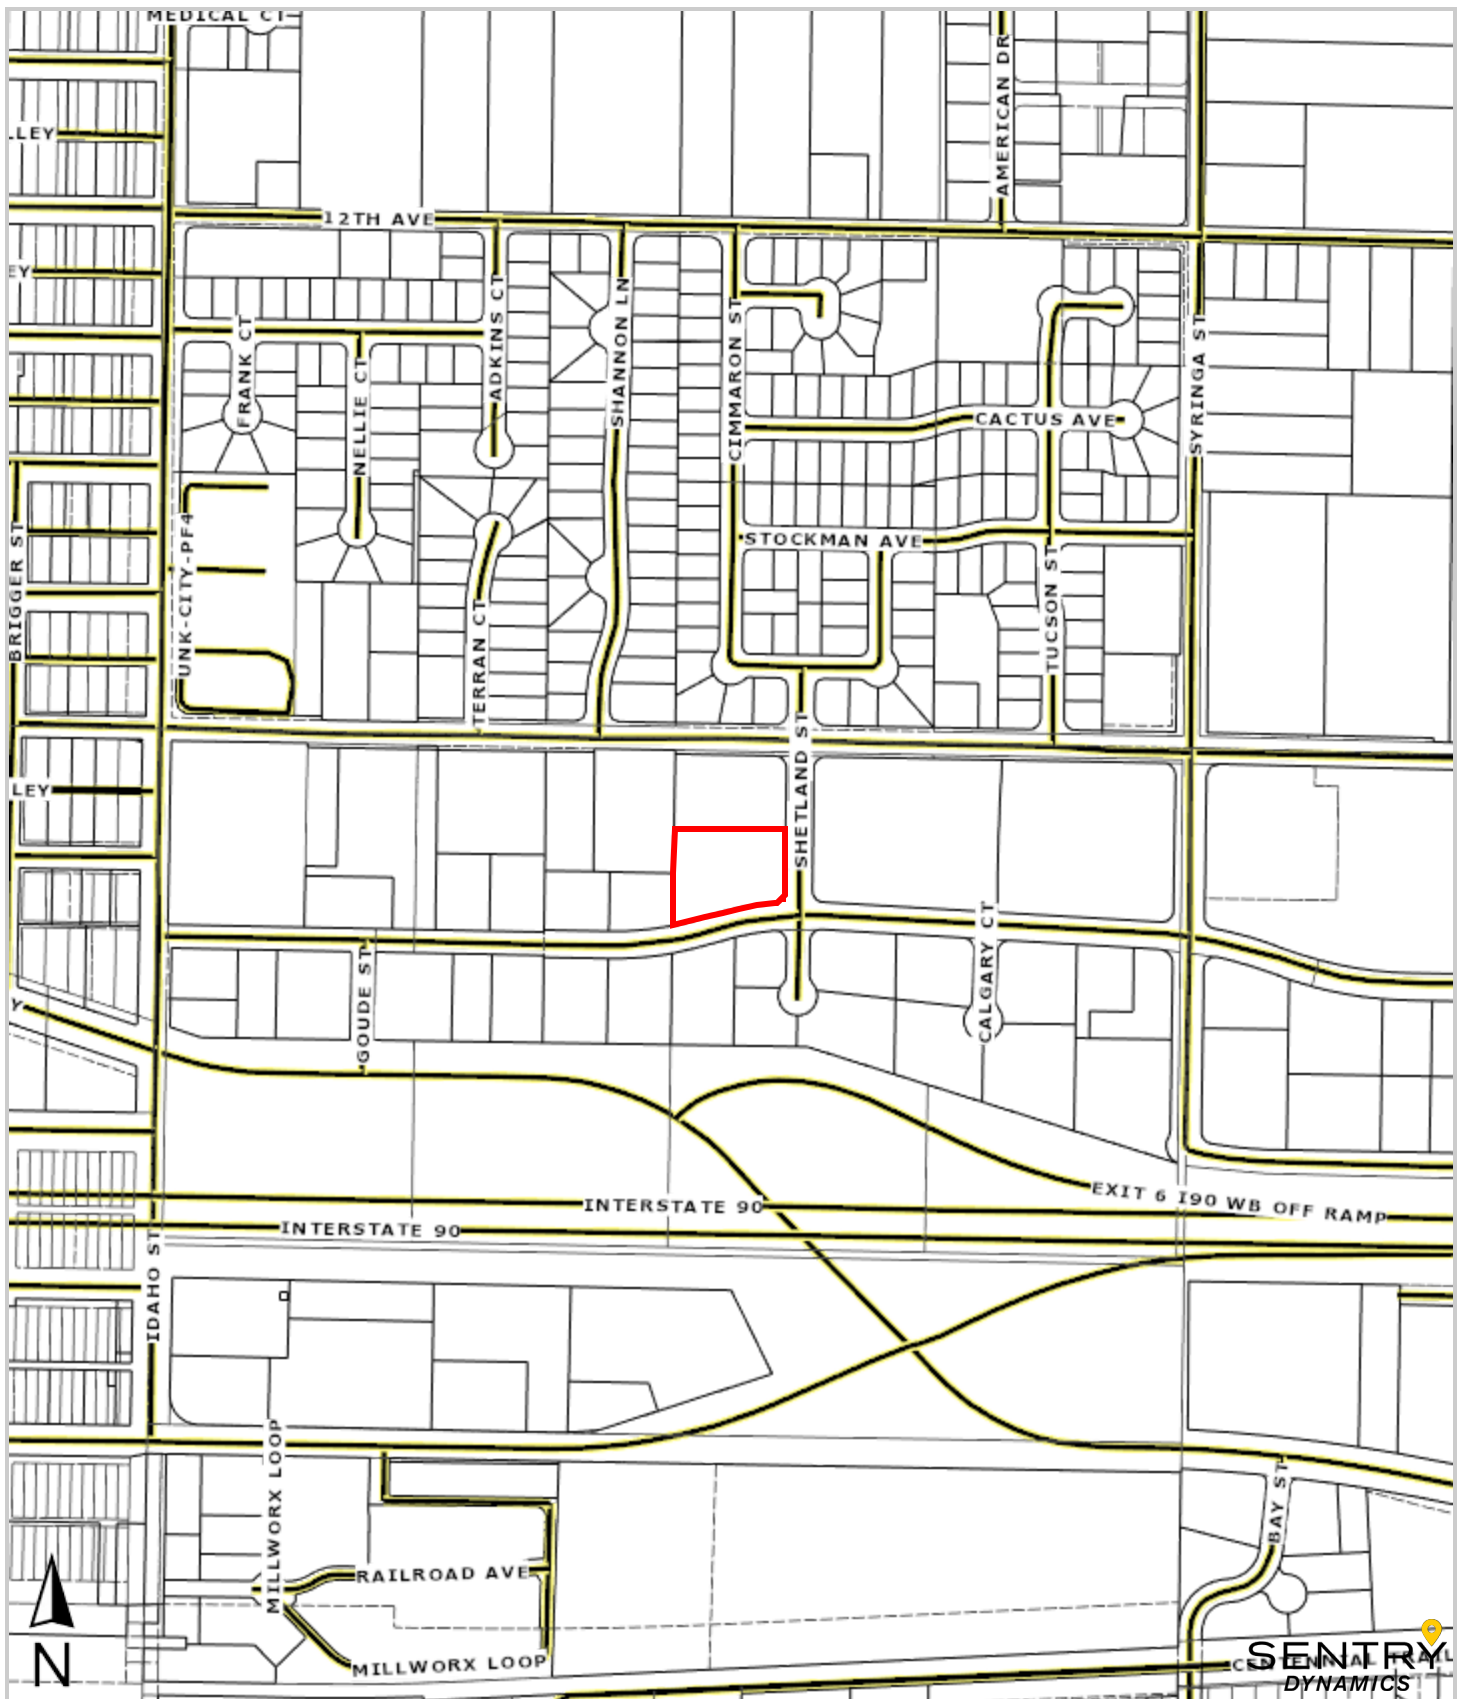 MEDICAL CT
AMERICAN DR
LLEY
12TH AVE
EY
ADKINS CT
SHANNON LN
CIMMARON ST
SYRINGA ST
FRANK CT
NELLIE CT
CACTUS AVE
BRIGGER ST
UNK-CITY-PF4
STOCKMAN AVE
TUCSON ST
TERRAN CT
SHETLAND ST
LEY
CALGARY CT
GOUDE ST
Y
EXIT 6 I90 WB OFF RAMP
INTERSTATE 90
INTERSTATE 90
IDAHO ST
MILLWORX LOOP
BAY ST
RAILROAD AVE
MILLWORX LOOP
CENTENNIAL TRAIL
N
SENTRY
DYNAMICS